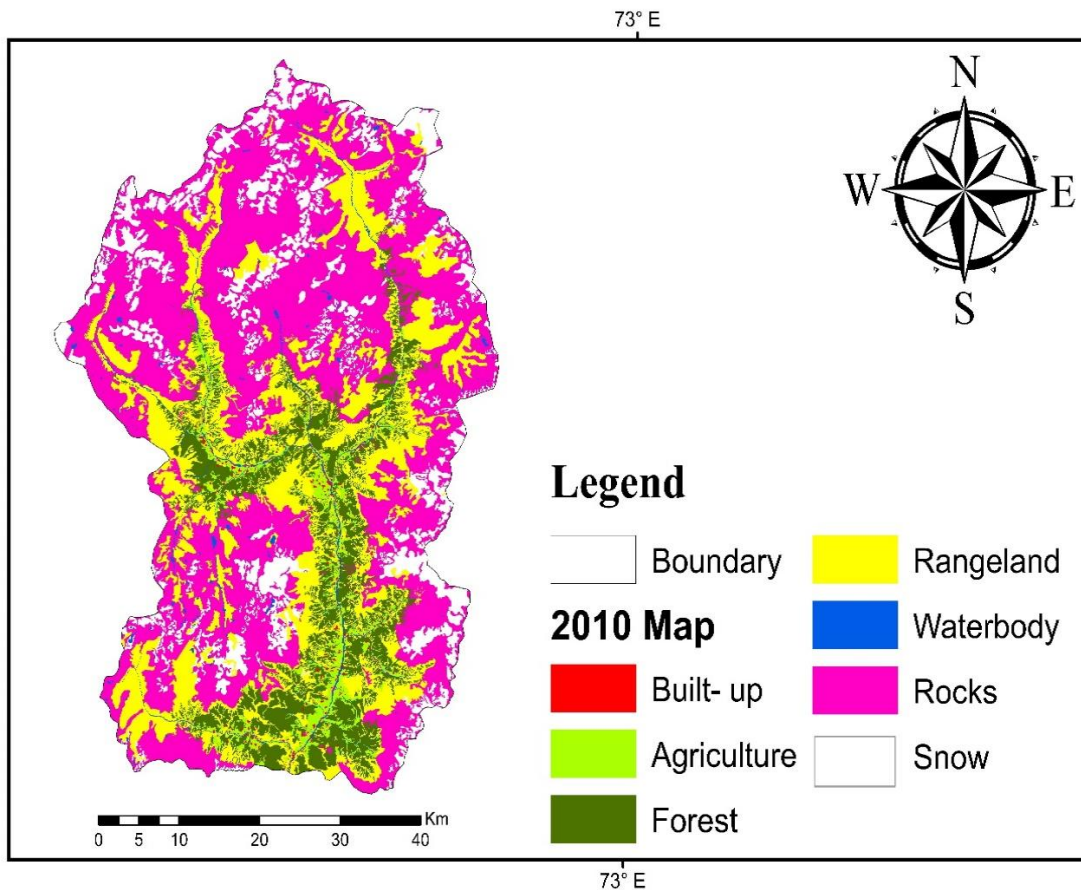 73° E
N
W
E
S
Legend
Boundary
Rangeland
2010 Map
Waterbody
Built- up
Rocks
Agriculture
Snow
Forest
Km
0 5 10 20 30 40
73° E